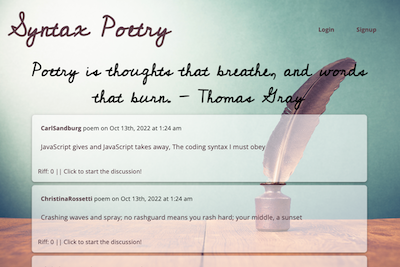 Syntax Poetry
Login Signup
Poetry is thoughts that breathe, and words
that burn. – Thomas Gray
CarlSandburg poem on Oct 13th, 2022 at 1:24 am
JavaScript gives and JavaScript takes away, The coding syntax I must obey
Riff: 0 || Click to start the discussion!
ChristinaRossetti poem on Oct 13th, 2022 at 1:24 am
Crashing waves and spray; no rashguard means you rash hard; your middle, a sunset
Riff: 0 || Click to start the discussion!